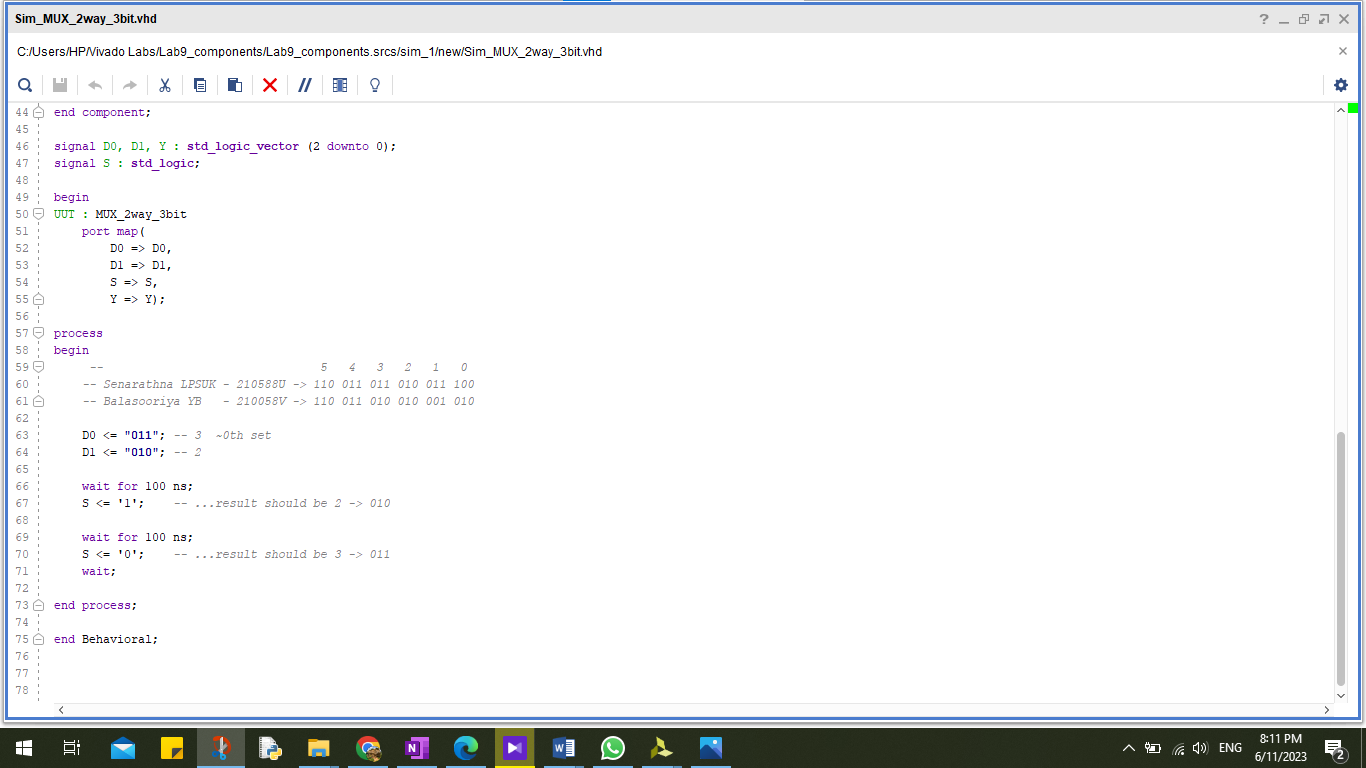 Sim_MUX_2way_3bit.vhd
C:/Users/HP/Vivado Labs/Lab9_components/Lab9_components.srcs/sim_1/new/Sim_MUX_2way_3bit.vhd
44 end component;
45
46 signal D0, D1, Y : std_logic_vector (2 downto 0);
47 signal S : std_logic;
48
49 begin
50 UUT : MUX_2way_3bit
51 port map(
52 D0 => D0,
53 D1 => D1,
54 S => S,
55 Y => Y);
56
57 process
58 begin
59 -- 5 4 3 2 1 0
60 -- Senarathna LPSUK - 210588U -> 110 011 011 010 011 100
61 -- Balasooriya YB - 210058V -> 110 011 010 010 001 010
62
63 D0 <= "011"; -- 3 ~0th set
64 D1 <= "010"; -- 2
65
66 wait for 100 ns;
67 S <= '1'; -- ...result should be 2 -> 010
68
69 wait for 100 ns;
70 S <= '0'; -- ...result should be 3 -> 011
71 wait;
72
73 end process;
74
75 end Behavioral;
76
77
78
ENG
8:11 PM
6/11/2023
2